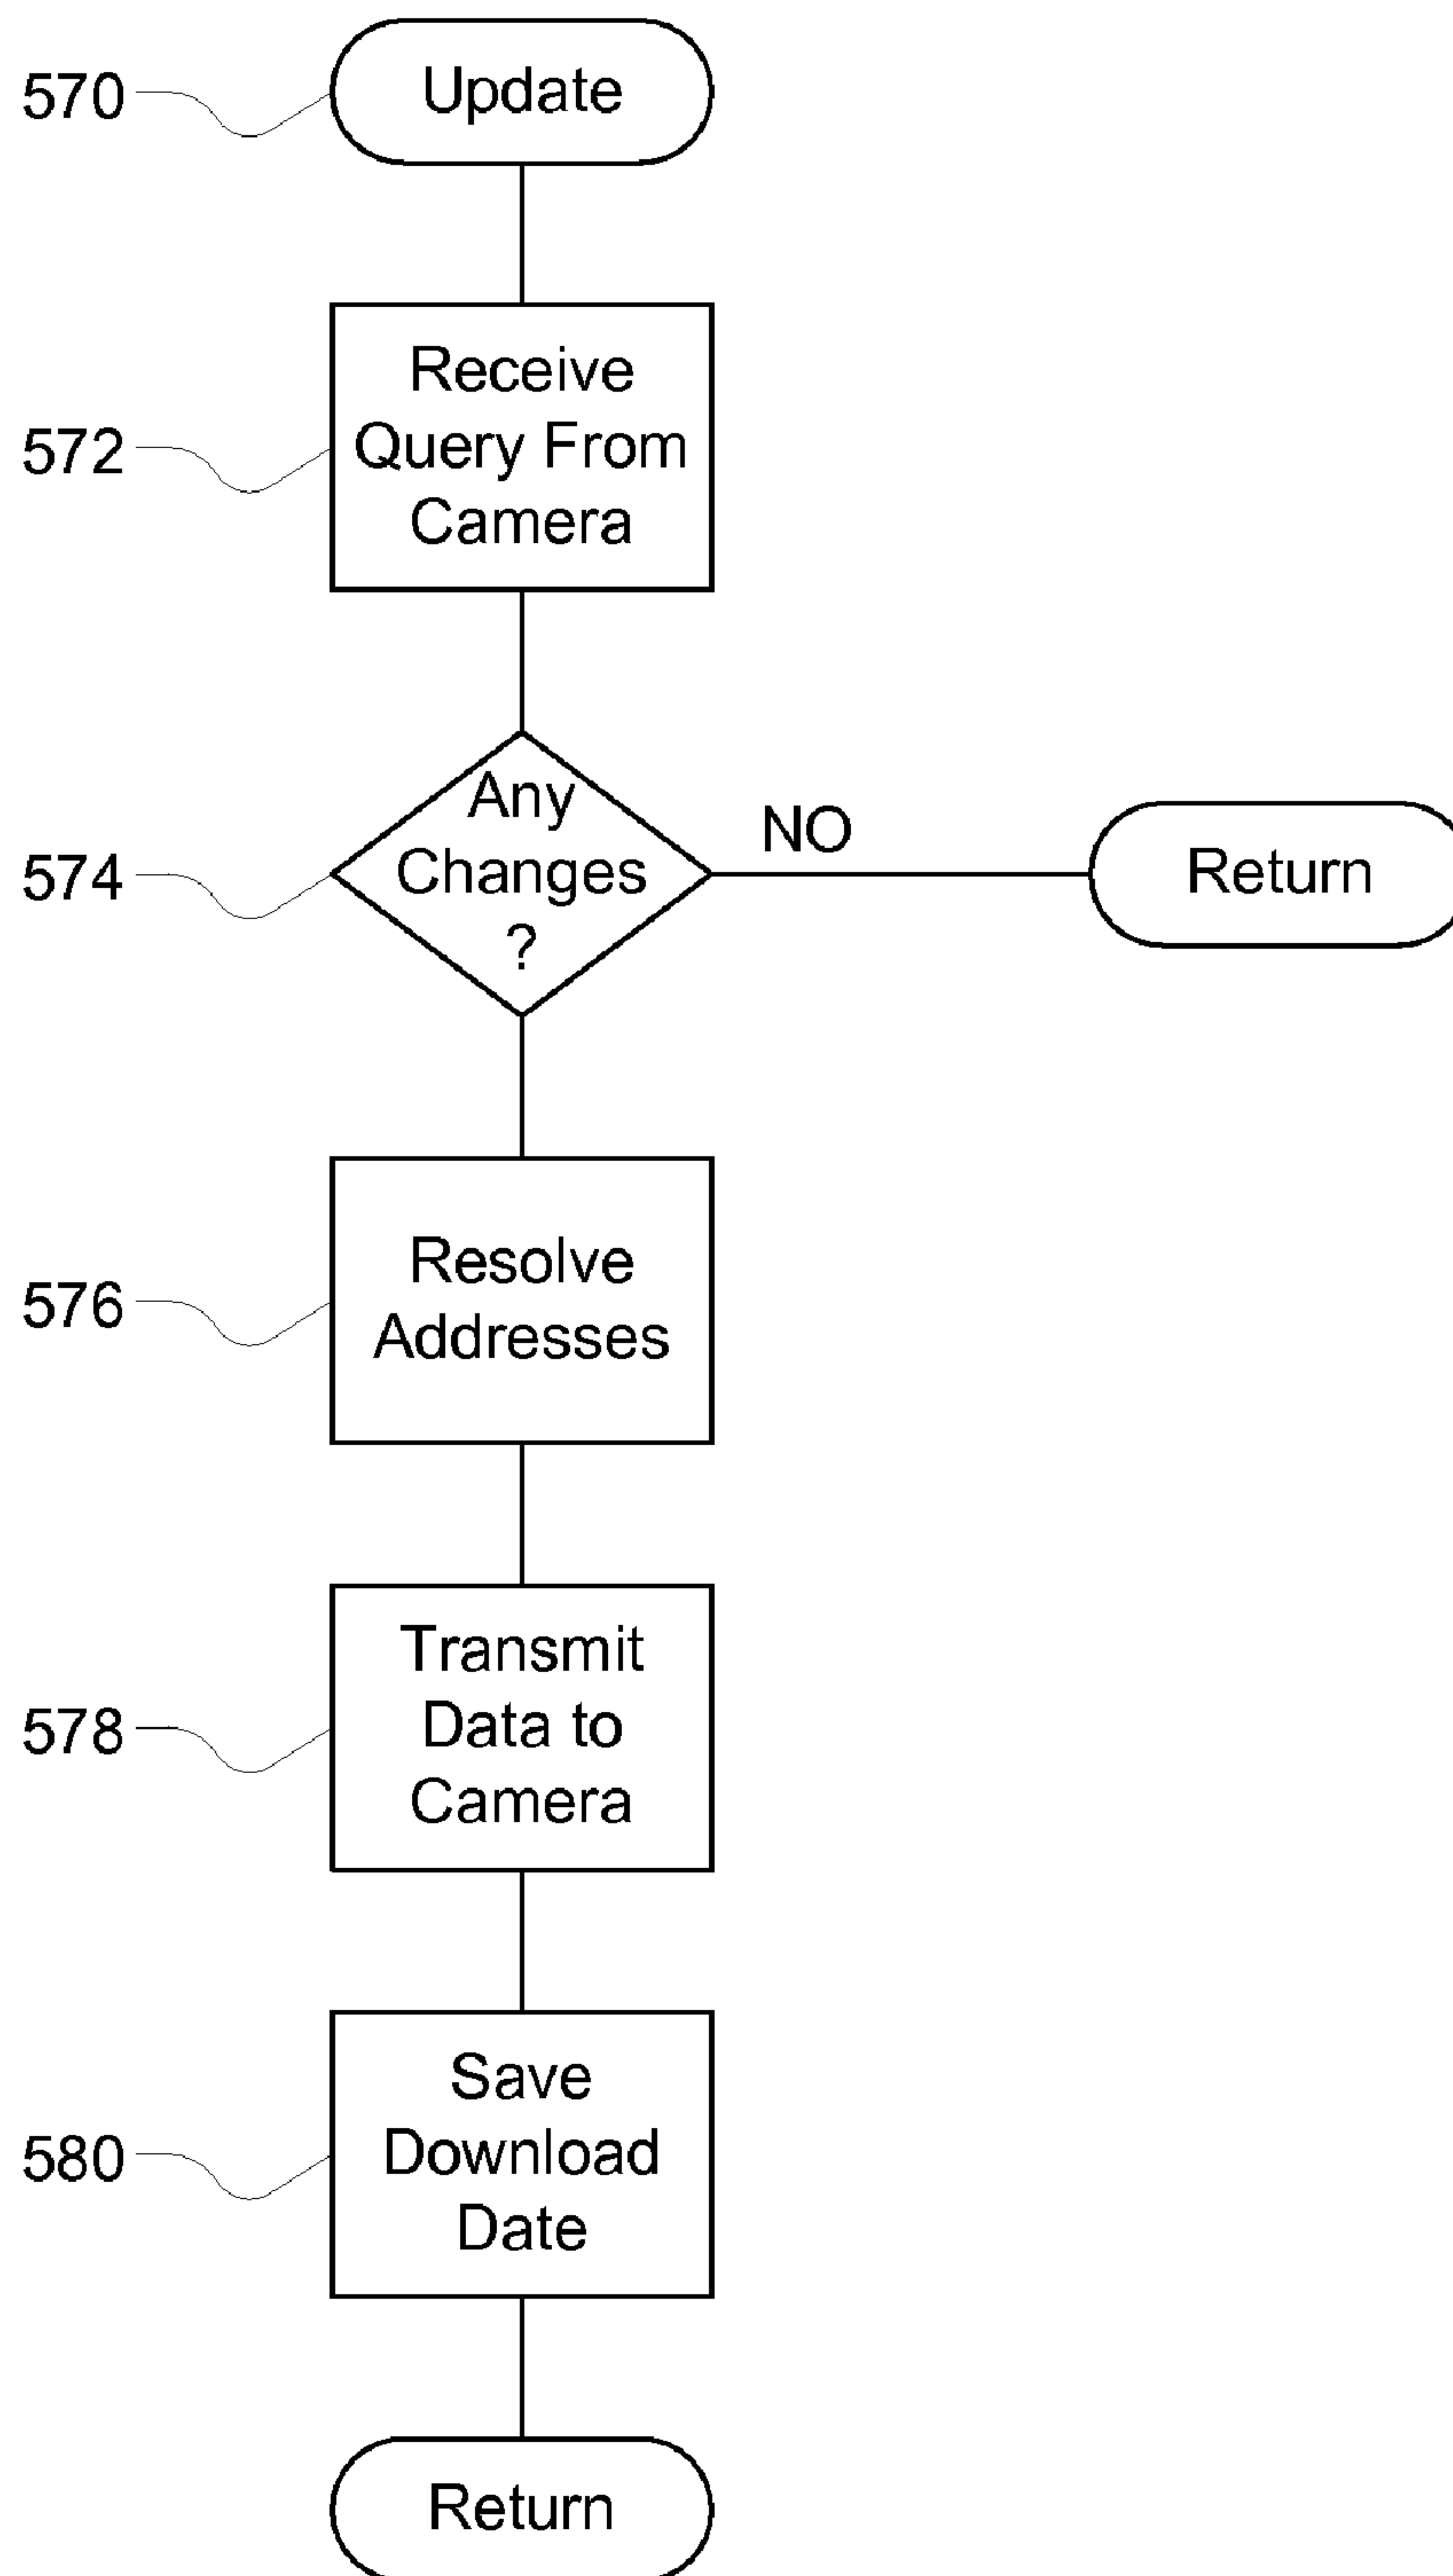 570
Update
572
Receive
Query From
Camera
574
Any
Changes
?
NO
Return
576
Resolve
Addresses
578
Transmit
Data to
Camera
580
Save
Download
Date
Return